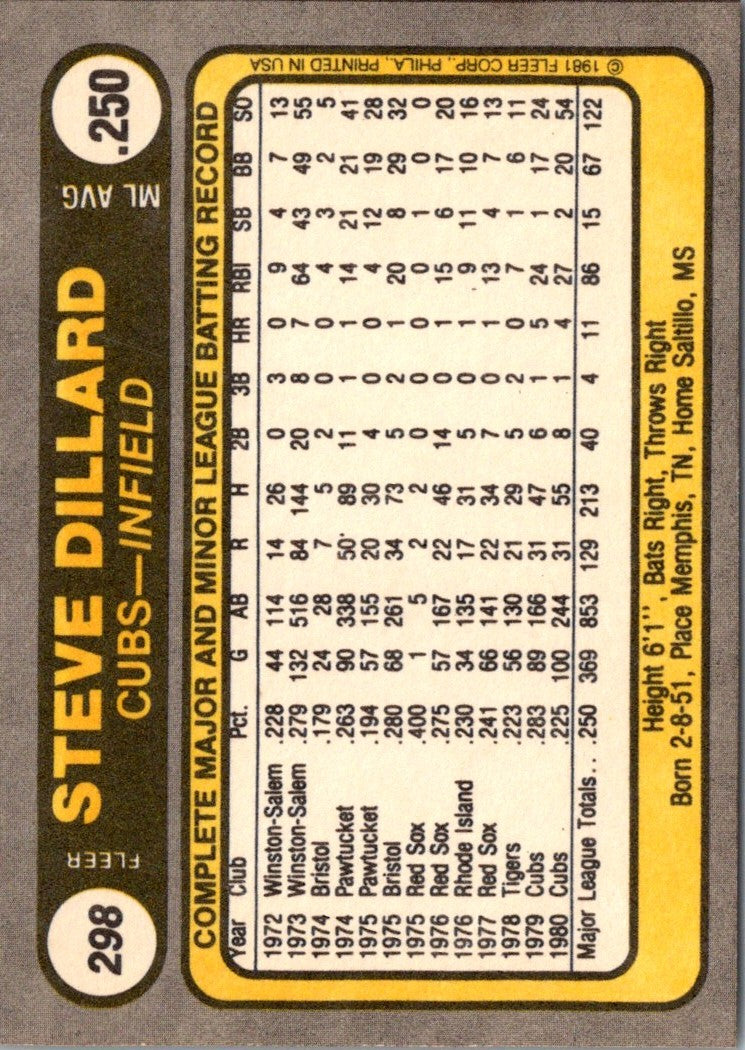 298 FLEER STEVE DILLARD ML AVG. .250
CUBS—INFIELD
COMPLETE MAJOR AND MINOR LEAGUE BATTING RECORD
Year Club Pct. G AB R H 2B 3B HR RBI SB BB SO
1972 Winston-Salem .228 44 114 14 26 0 3 0 9 4 7 13
1973 Winston-Salem .279 132 516 84 144 20 8 7 64 43 49 55
1974 Bristol .179 24 28 7 5 2 0 0 4 3 2 5
1974 Pawtucket .263 90 338 50 89 11 1 1 14 21 21 41
1975 Pawtucket .194 57 155 20 30 4 0 0 4 12 19 28
1975 Bristol .280 68 261 34 73 5 2 1 20 8 29 32
1975 Red Sox .400 1 5 2 2 0 0 0 0 1 0 0
1976 Red Sox .275 57 167 22 46 14 0 1 15 6 17 20
1976 Rhode Island .230 34 135 17 31 5 0 1 9 11 10 16
1977 Red Sox .241 66 141 22 34 7 0 1 13 4 7 13
1978 Tigers .223 56 130 21 29 5 2 0 7 1 6 11
1979 Cubs .283 89 166 31 47 6 1 5 24 1 17 24
1980 Cubs .225 100 244 31 55 8 1 4 27 2 20 54
Major League Totals.. .250 369 853 129 213 40 4 11 86 15 67 122
Height 6'1'', Bats Right, Throws Right
Born 2-8-51, Place Memphis, TN, Home Saltillo, MS
© 1981 FLEER CORP., PHILA., PRINTED IN USA